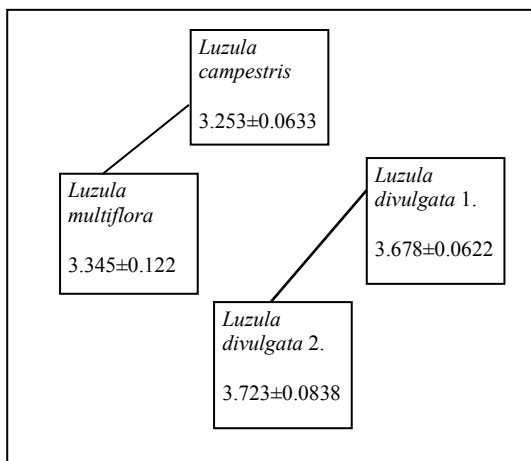 Luzula
campestris
3.253±0.0633
Luzula
multiflora
3.345±0.122
Luzula
divulgata 1.
3.678±0.0622
Luzula
divulgata 2.
3.723±0.0838